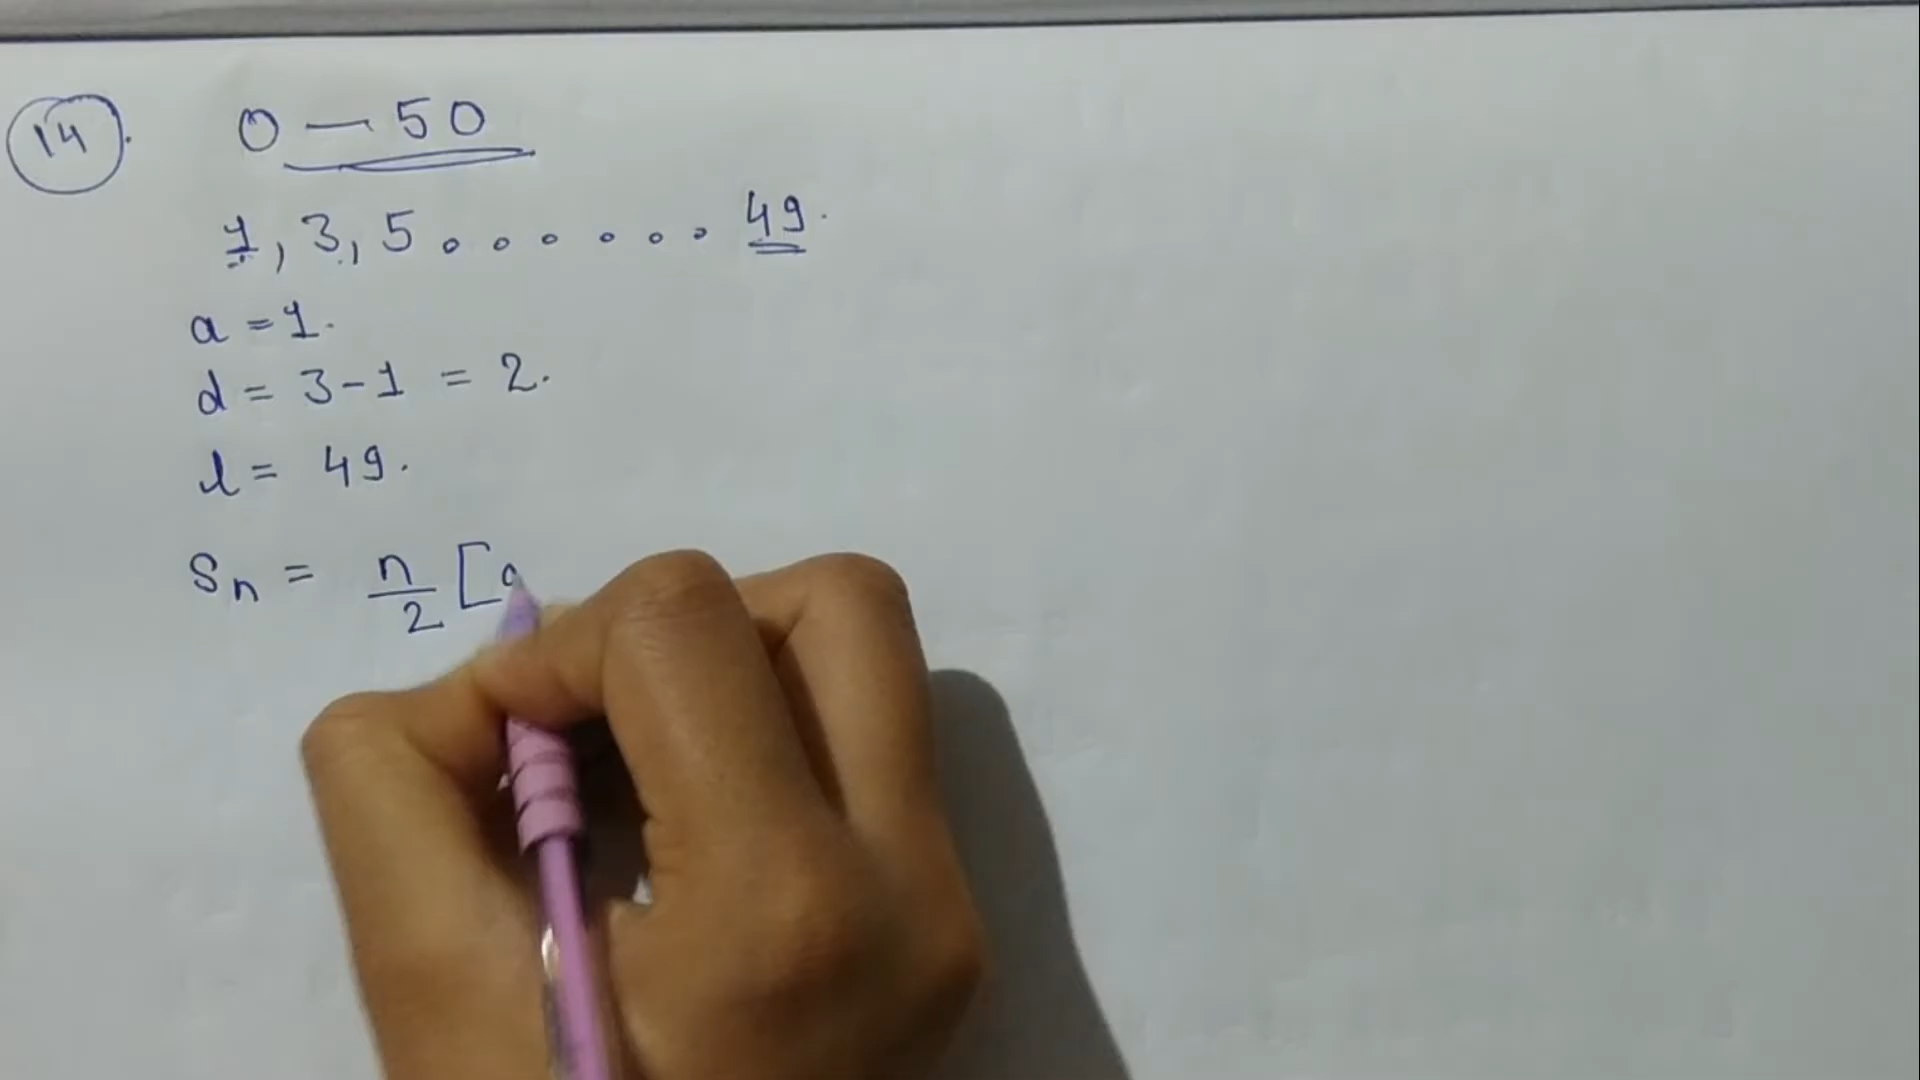 14. 0 — 50
1, 3, 5 . . . . . . 49.
a = 1.
d = 3 - 1 = 2.
l = 49.
Sn = n/2 [a